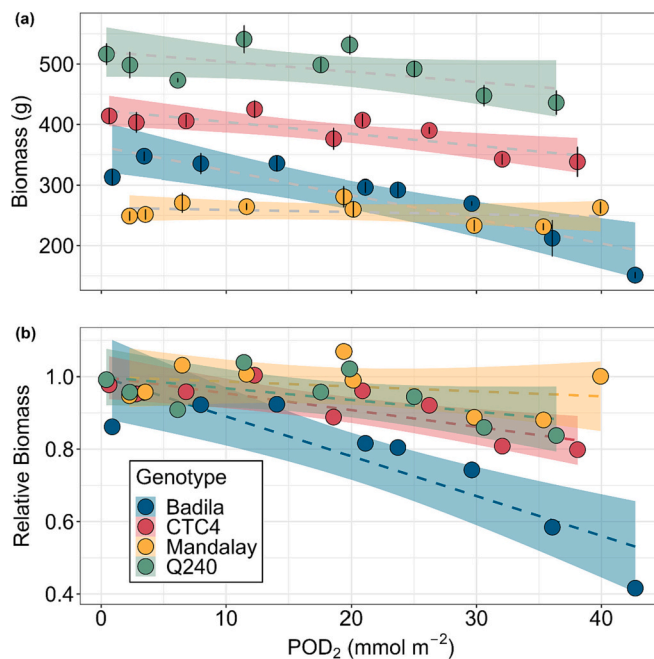 (a)
500
400
300
200
Biomass (g)
(b)
1.0
0.8
0.6
0.4
Relative Biomass
Genotype
Badila
CTC4
Mandalay
Q240
0 10 20 30 40
POD₂ (mmol m⁻²)